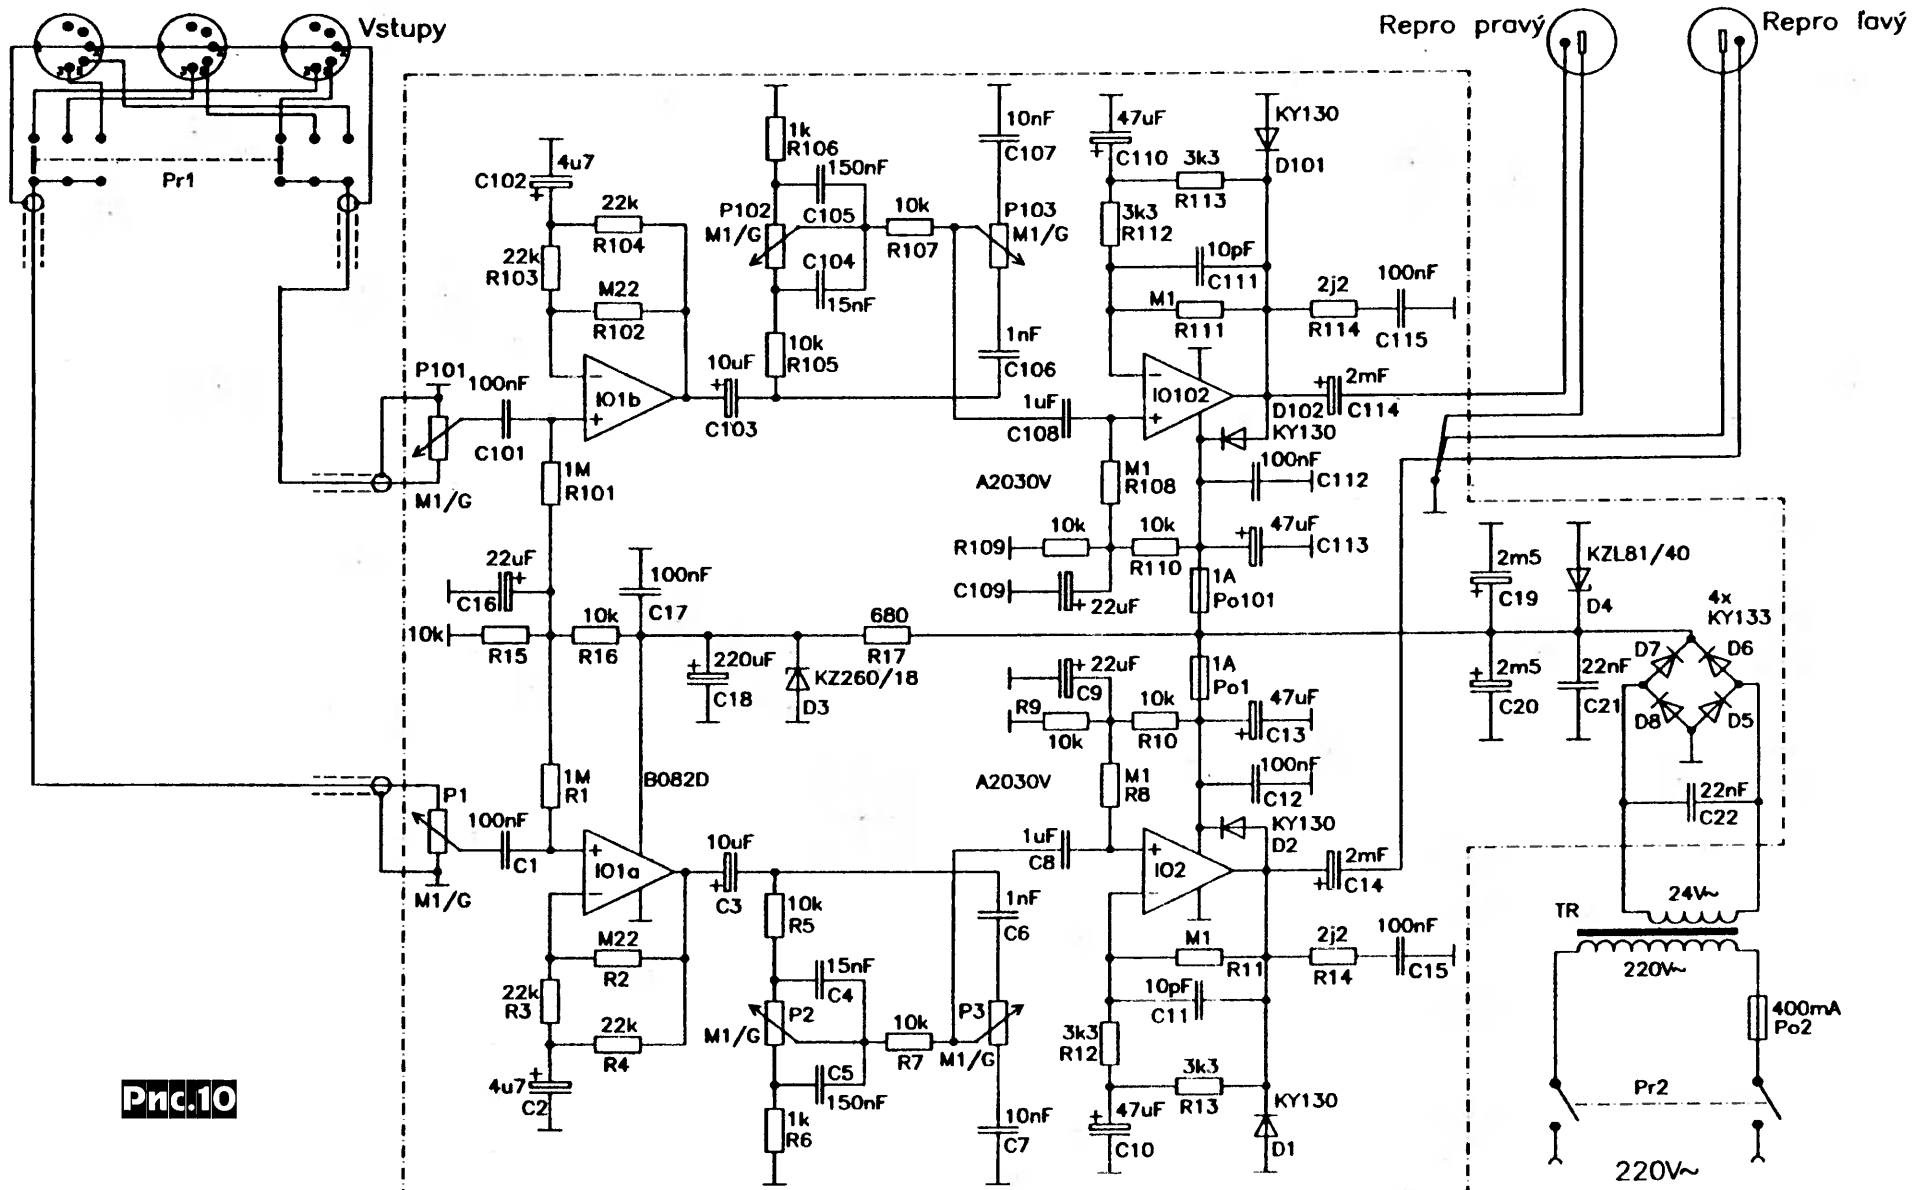 Vstupy
Repro pravý
Repro ľavý
Pr1
C102
4u7
22k
R104
22k
R103
M22
R102
1k
R106
150nF
P102
M1/G
C105
C104
15nF
10k
R105
10k
R107
10nF
C107
P103
M1/G
1nF
C106
47uF
C110
3k3
R113
3k3
R112
10pF
C111
M1
R111
KY130
D101
2j2
R114
100nF
C115
P101
100nF
C101
M1/G
IO1b
10uF
C103
1uF
C108
IO102
2mF
C114
D102
KY130
1M
R101
A2030V
M1
R108
100nF
C112
R109
10k
10k
R110
47uF
C113
C109
22uF
1A
Po101
22uF
C16
100nF
C17
10k
R15
10k
R16
680
R17
220uF
C18
KZ260/18
D3
22uF
C9
1A
Po1
R9
10k
10k
R10
47uF
C13
2m5
C19
KZL81/40
D4
4x
KY133
D7
D6
D8
D5
2m5
C20
22nF
C21
22nF
C22
1M
R1
B082D
A2030V
M1
R8
100nF
C12
KY130
D2
P1
100nF
C1
M1/G
IO1a
10uF
C3
1uF
C8
IO2
2mF
C14
M22
R2
22k
R3
22k
R4
4u7
C2
10k
R5
15nF
C4
P2
M1/G
C5
150nF
1k
R6
10k
R7
1nF
C6
P3
M1/G
10nF
C7
M1
R11
10pF
C11
3k3
R12
3k3
R13
47uF
C10
KY130
D1
2j2
R14
100nF
C15
24V~
TR
220V~
400mA
Po2
Pr2
220V~
Рис.10